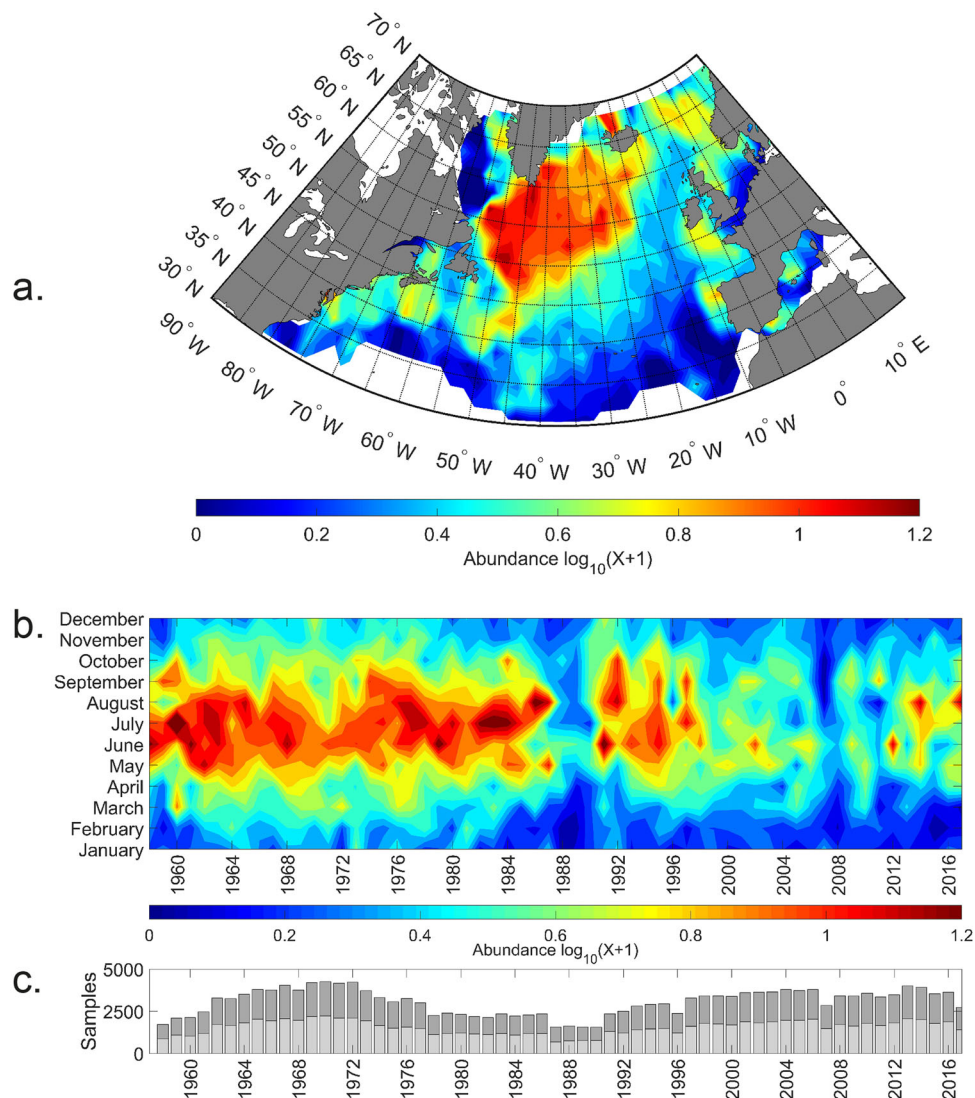 a.
70°N
65°N
60°N
55°N
50°N
45°N
40°N
35°N
30°N
90°W
80°W
70°W
60°W
50°W
40°W
30°W
20°W
10°W
0°
10°E
0 0.2 0.4 0.6 0.8 1 1.2
Abundance log10(X+1)
b.
December
November
October
September
August
July
June
May
April
March
February
January
1960 1964 1968 1972 1976 1980 1984 1988 1992 1996 2000 2004 2008 2012 2016
0 0.2 0.4 0.6 0.8 1 1.2
Abundance log10(X+1)
c.
Samples
5000
2500
0
1960 1964 1968 1972 1976 1980 1984 1988 1992 1996 2000 2004 2008 2012 2016